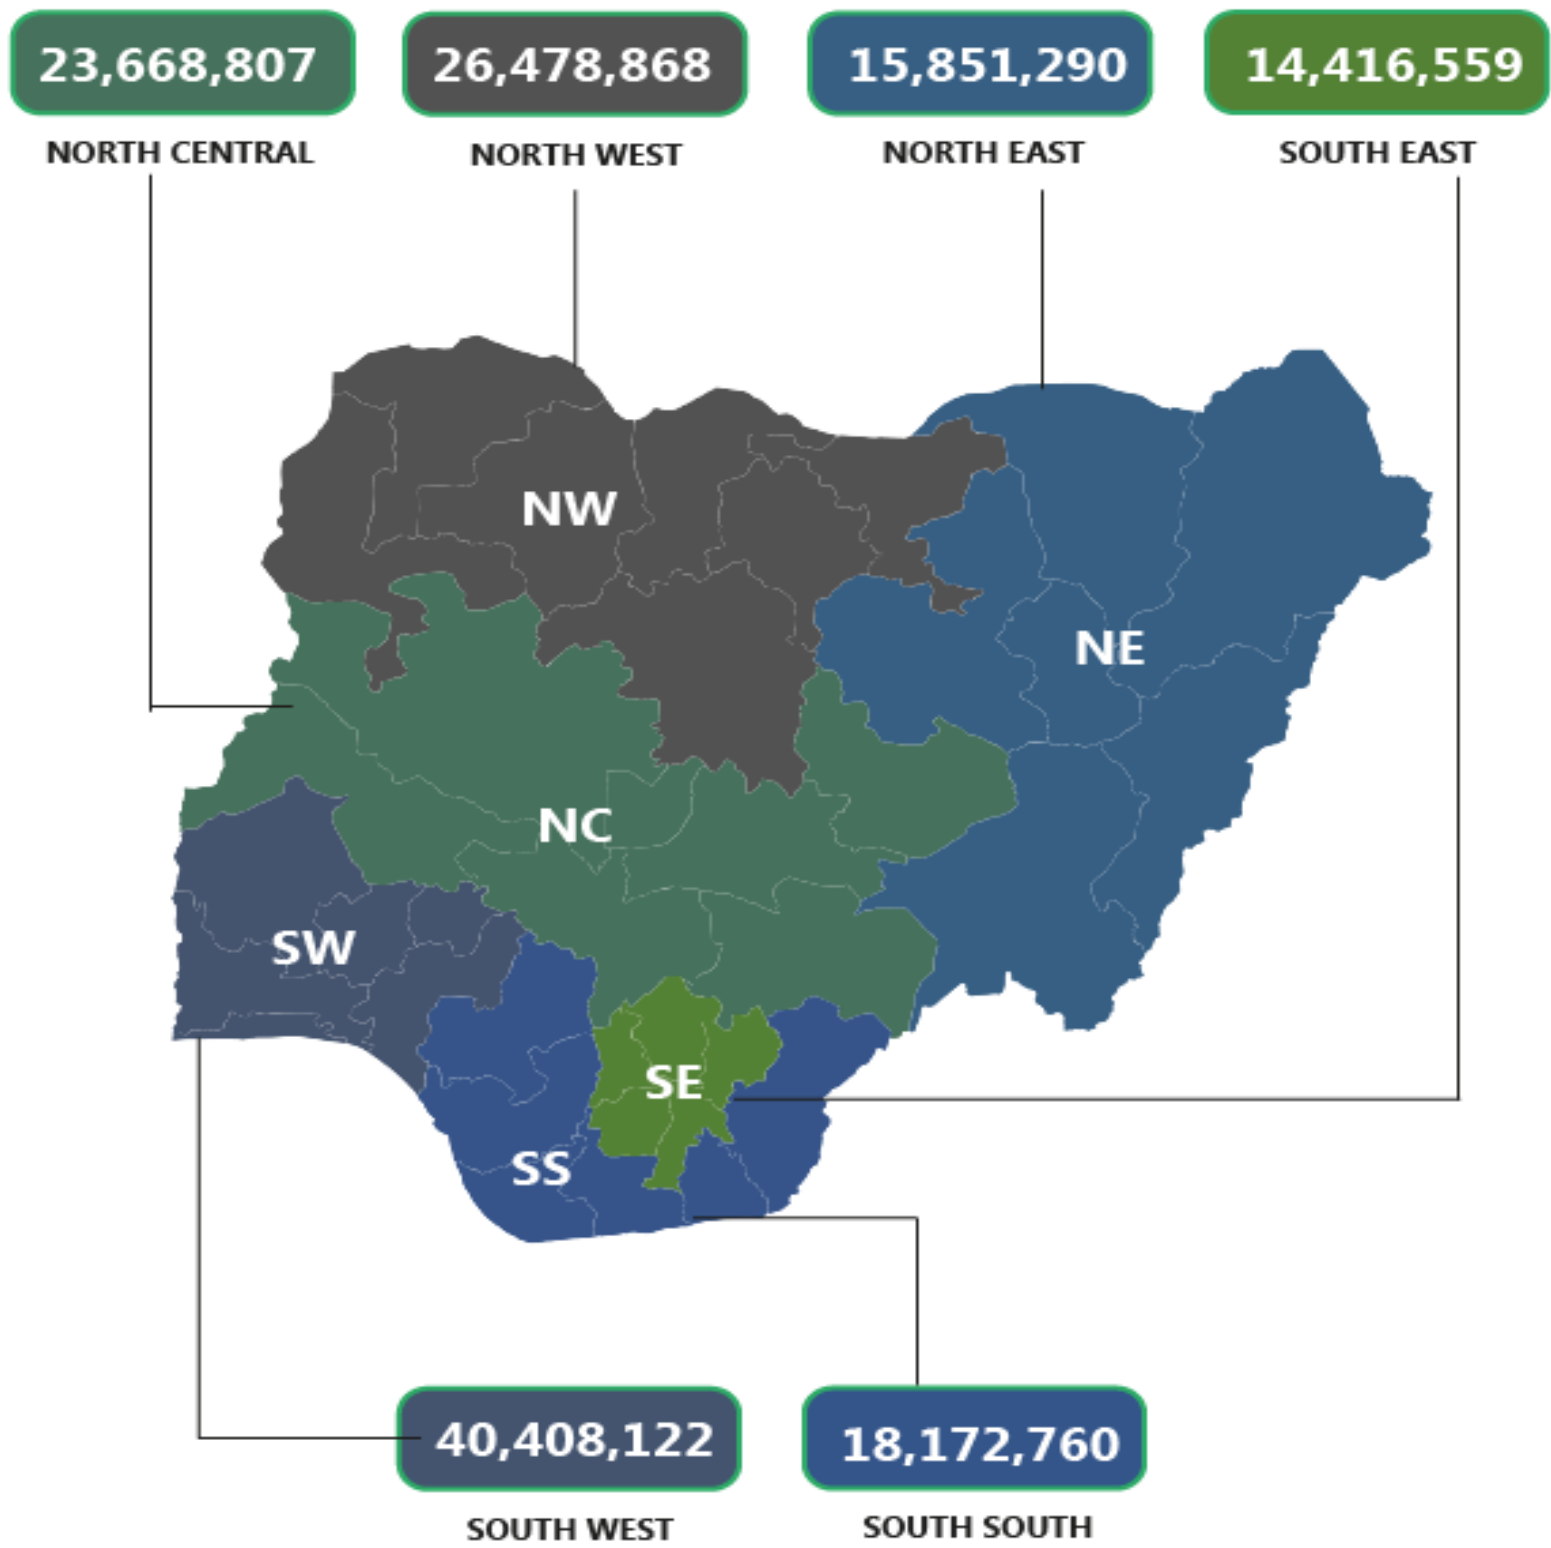 23,668,807
26,478,868
15,851,290
14,416,559
NORTH CENTRAL
NORTH WEST
NORTH EAST
SOUTH EAST
NW
NE
NC
SW
SE
SS
40,408,122
18,172,760
SOUTH WEST
SOUTH SOUTH